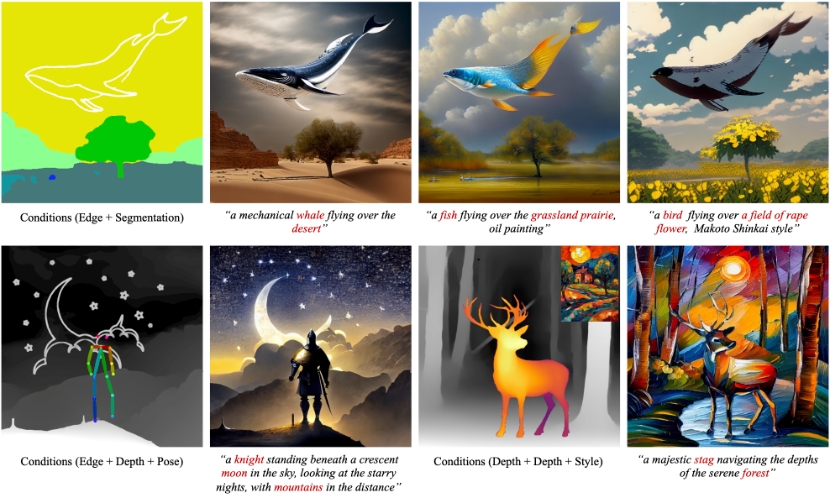 Conditions (Edge + Segmentation)
“a mechanical whale flying over the
desert”
“a fish flying over the grassland prairie,
oil painting”
“a bird flying over a field of rape
flower, Makoto Shinkai style”
Conditions (Edge + Depth + Pose)
“a knight standing beneath a crescent
moon in the sky, looking at the starry
nights, with mountains in the distance”
Conditions (Depth + Depth + Style)
“a majestic stag navigating the depths
of the serene forest”